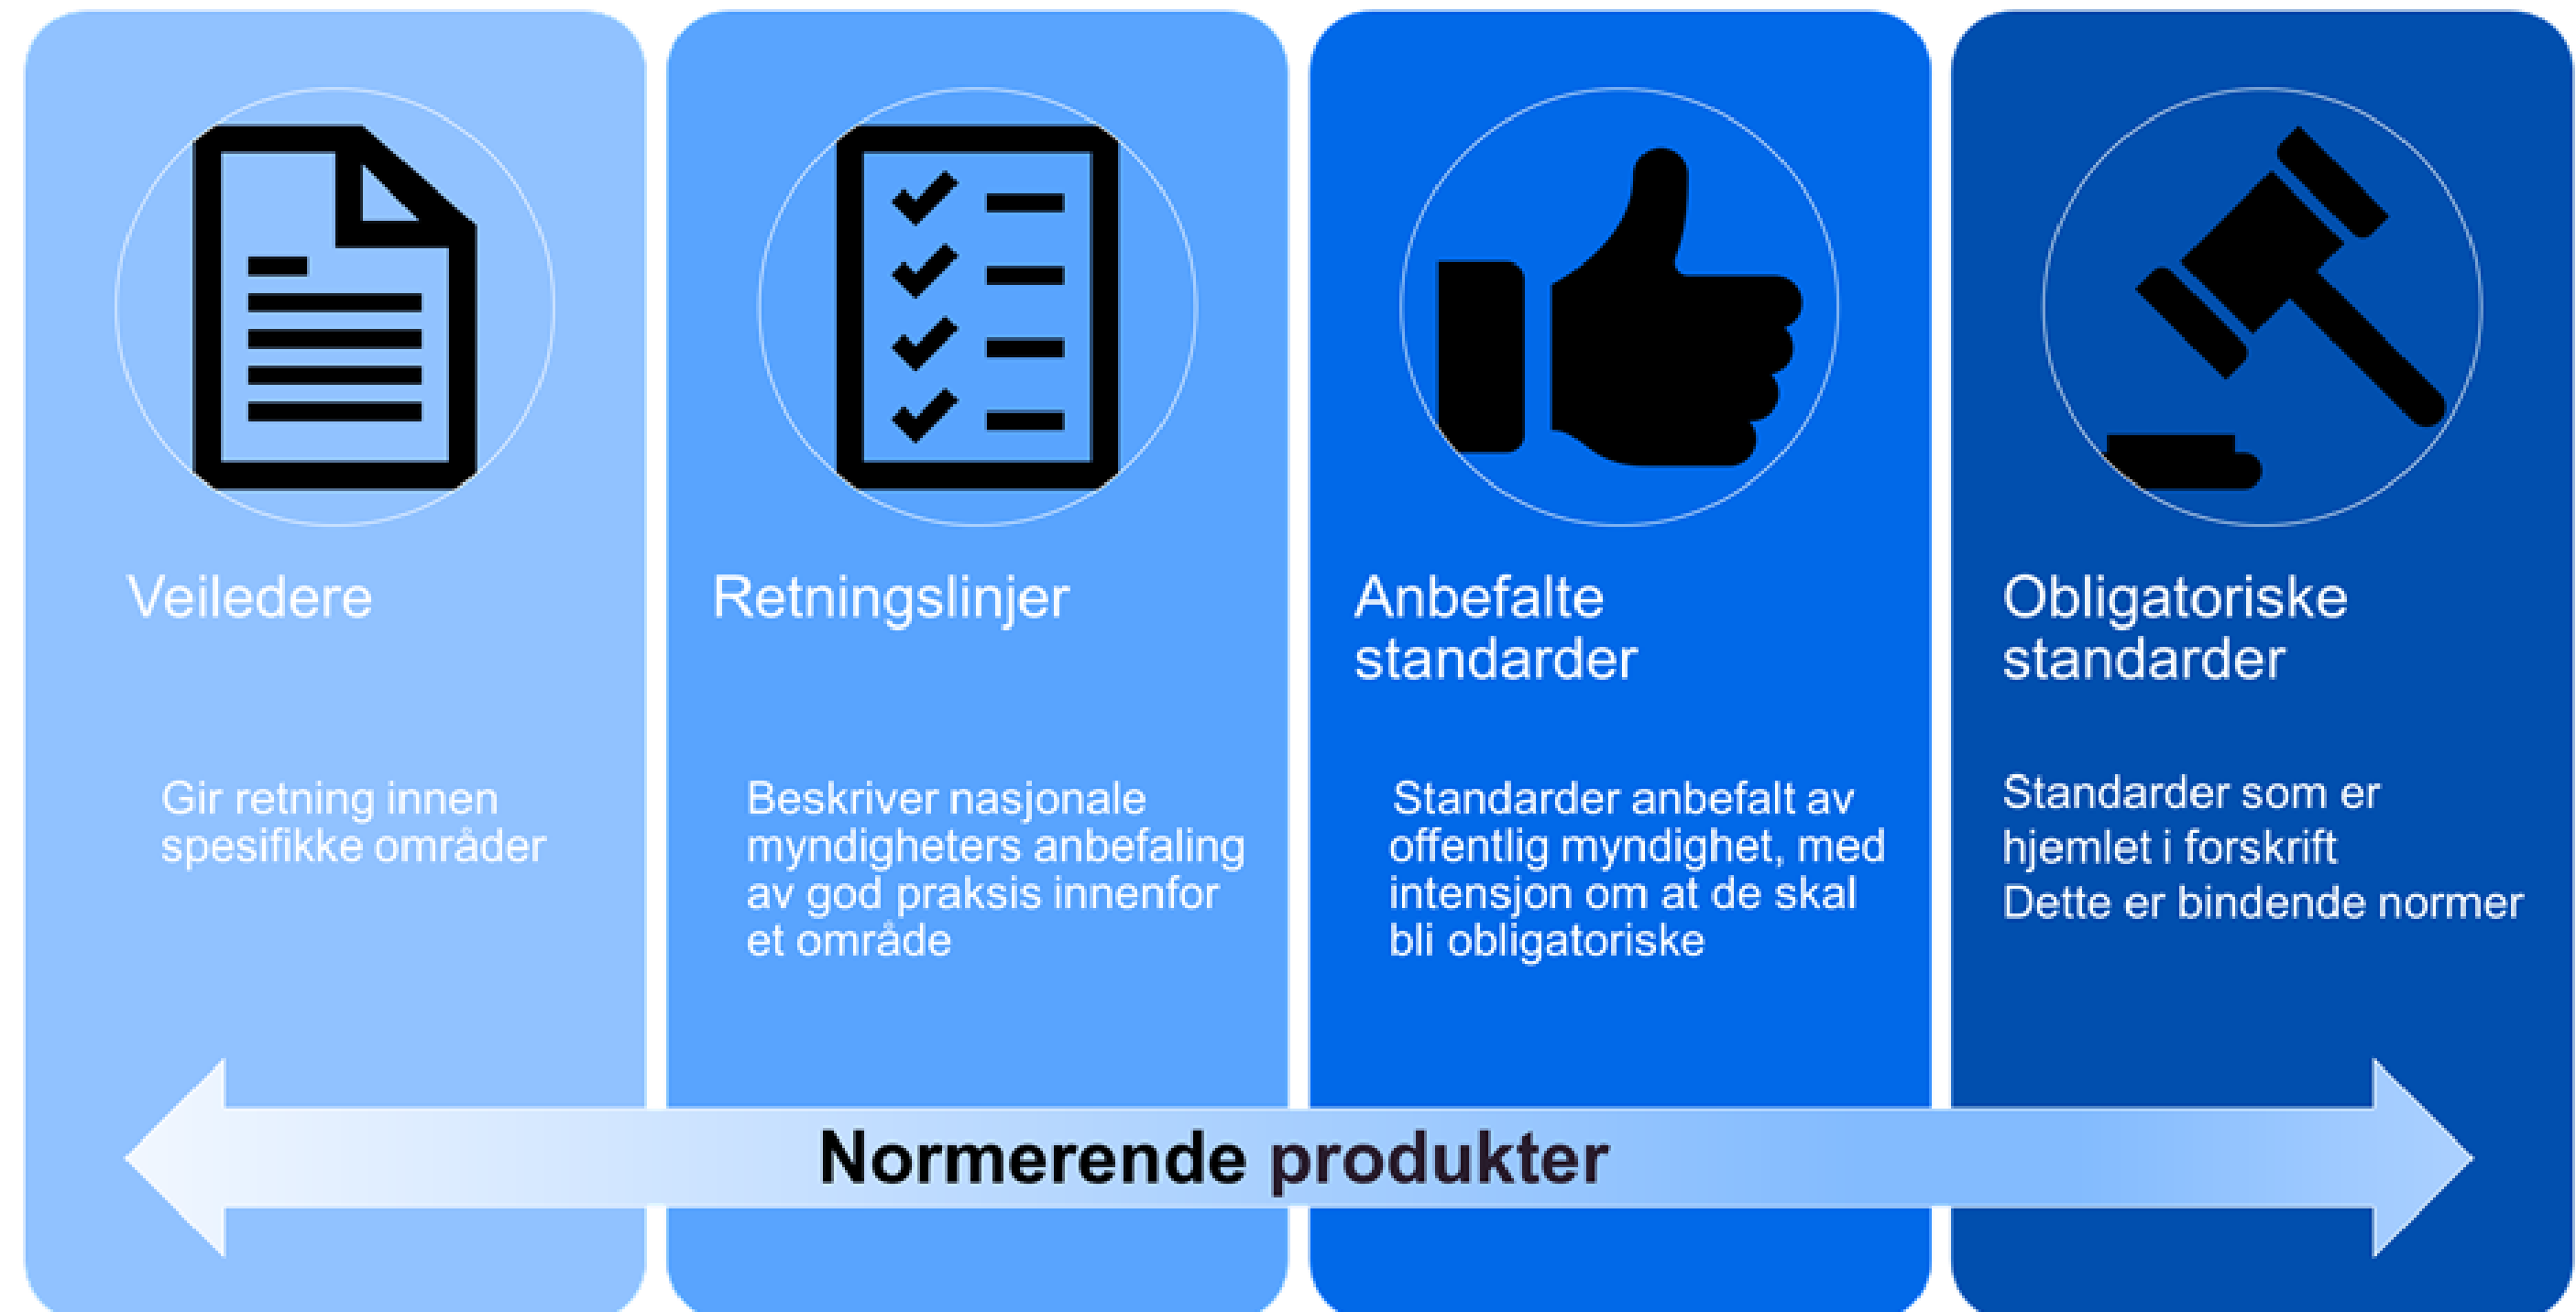 Veiledere
Gir retning innen
spesifikke områder
Retningslinjer
Beskriver nasjonale
myndigheters anbefaling
av god praksis innenfor
et område
Anbefalte
standarder
Standarder anbefalt av
offentlig myndighet, med
intensjon om at de skal
bli obligatoriske
Obligatoriske
standarder
Standarder som er
hjemlet i forskrift
Dette er bindende normer
Normerende produkter